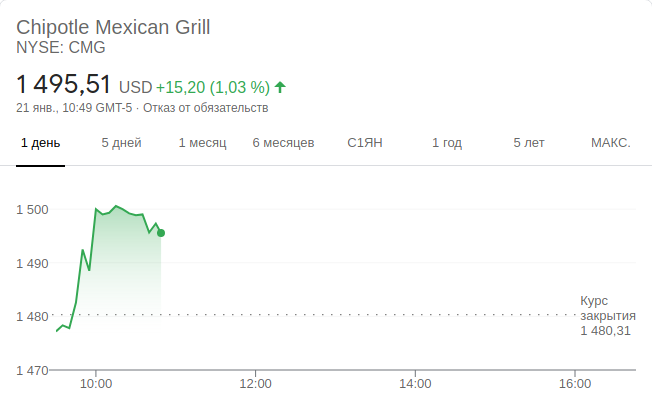 Chipotle Mexican Grill
NYSE: CMG
1 495,51 USD +15,20 (1,03 %)
21 янв., 10:49 GMT-5 · Отказ от обязательств
1 день 5 дней 1 месяц 6 месяцев С1ЯН 1 год 5 лет МАКС.
1 500
1 490
1 480
1 470
Курс
закрытия
1 480,31
10:00 12:00 14:00 16:00